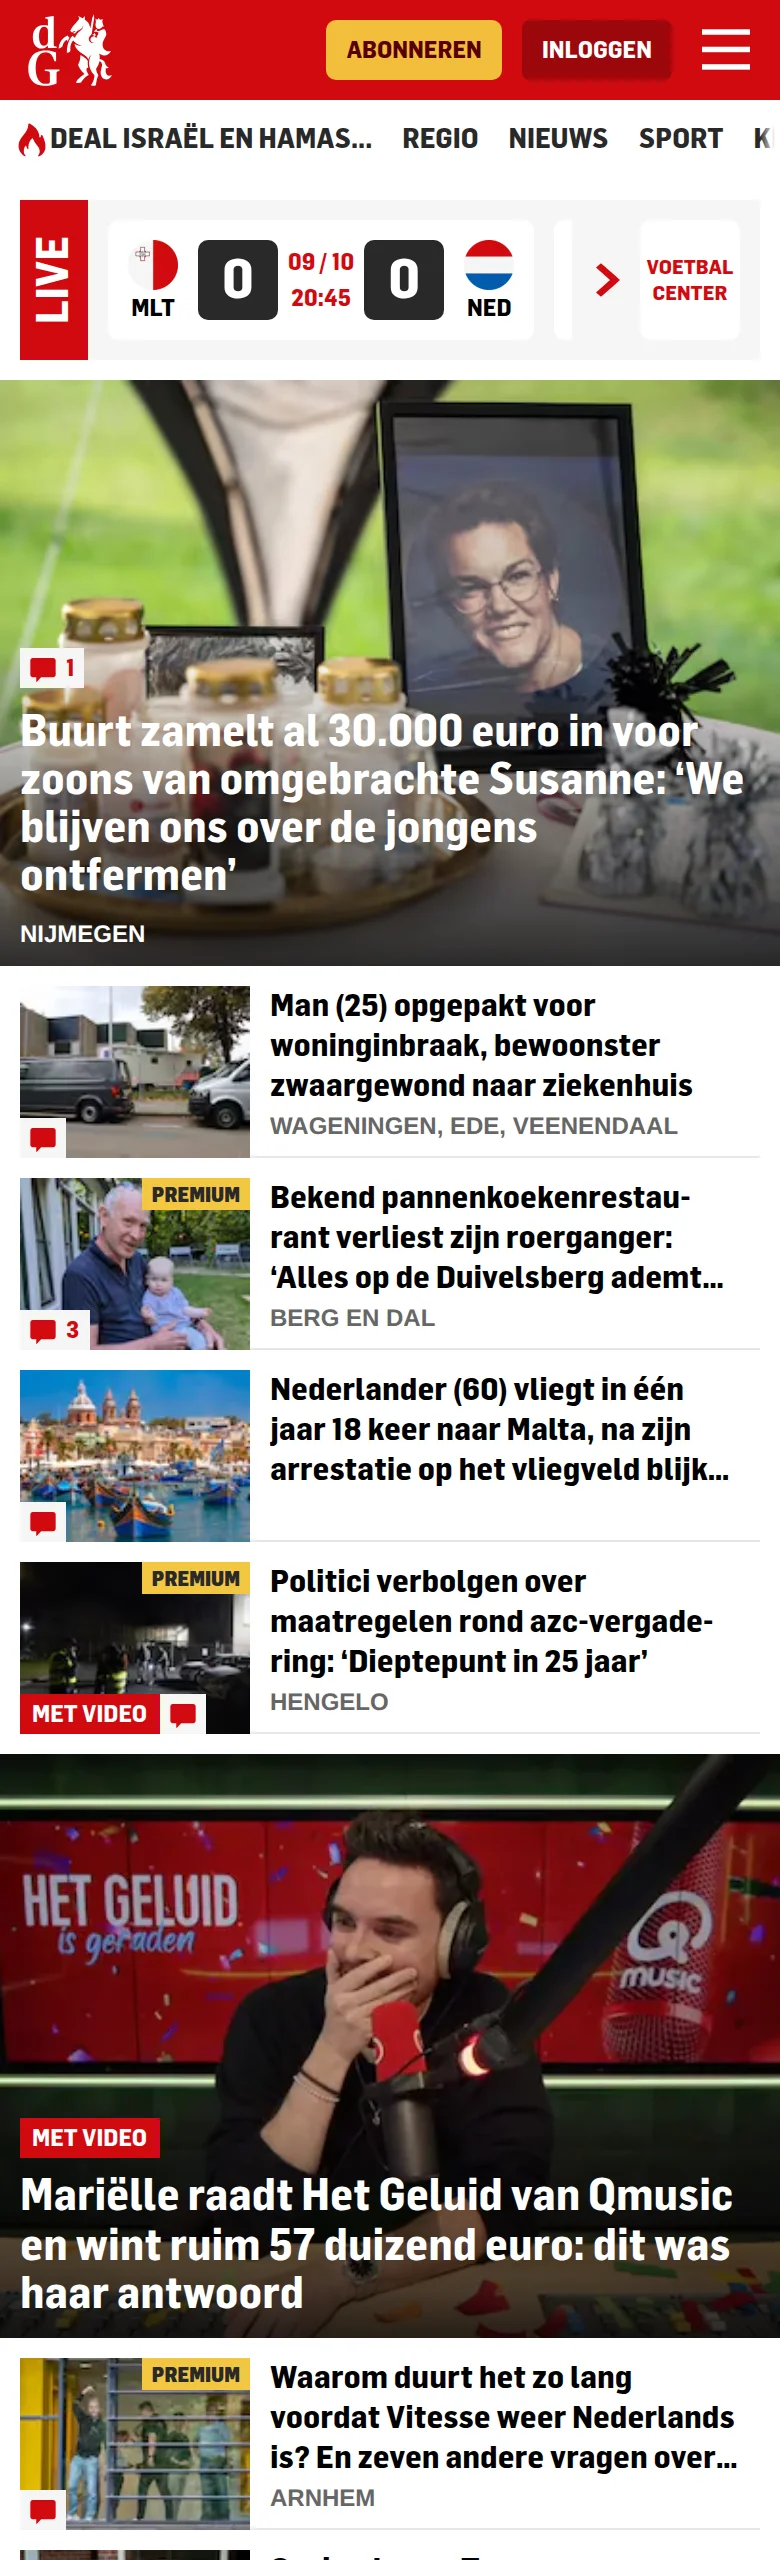 dG
ABONNEREN
INLOGGEN
DEAL ISRAËL EN HAMAS...
REGIO
NIEUWS
SPORT
LIVE
MLT
0
09 / 10
20:45
0
NED
VOETBAL
CENTER
1
Buurt zamelt al 30.000 euro in voor
zoons van omgebrachte Susanne: ‘We
blijven ons over de jongens
ontfermen’
NIJMEGEN
Man (25) opgepakt voor
woninginbraak, bewoonster
zwaargewond naar ziekenhuis
WAGENINGEN, EDE, VEENENDAAL
PREMIUM
3
Bekend pannenkoekenrestau-
rant verliest zijn roerganger:
‘Alles op de Duivelsberg ademt...
BERG EN DAL
Nederlander (60) vliegt in één
jaar 18 keer naar Malta, na zijn
arrestatie op het vliegveld blijk...
PREMIUM
MET VIDEO
Politici verbolgen over
maatregelen rond azc-vergade-
ring: ‘Dieptepunt in 25 jaar’
HENGELO
HET GELUID
is geraden
Q
music
MET VIDEO
Mariëlle raadt Het Geluid van Qmusic
en wint ruim 57 duizend euro: dit was
haar antwoord
PREMIUM
Waarom duurt het zo lang
voordat Vitesse weer Nederlands
is? En zeven andere vragen over...
ARNHEM